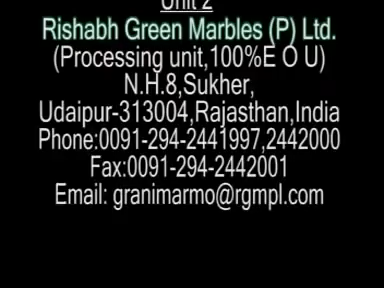 Unit 2
Rishabh Green Marbles (P) Ltd.
(Processing unit,100%E O U)
N.H.8,Sukher,
Udaipur-313004,Rajasthan,India
Phone:0091-294-2441997,2442000
Fax:0091-294-2442001
Email: granimarmo@rgmpl.com